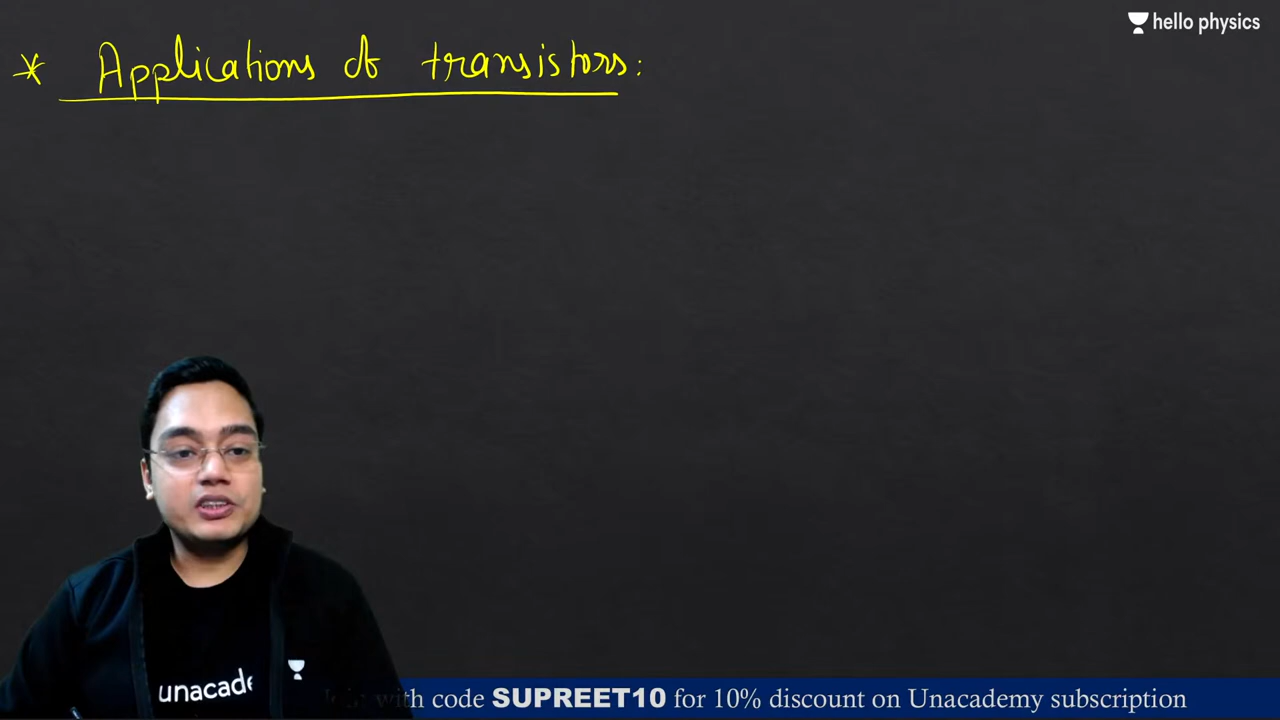 hello physics
* Applications of transistors:
unacade
with code SUPREET10 for 10% discount on Unacademy subscription